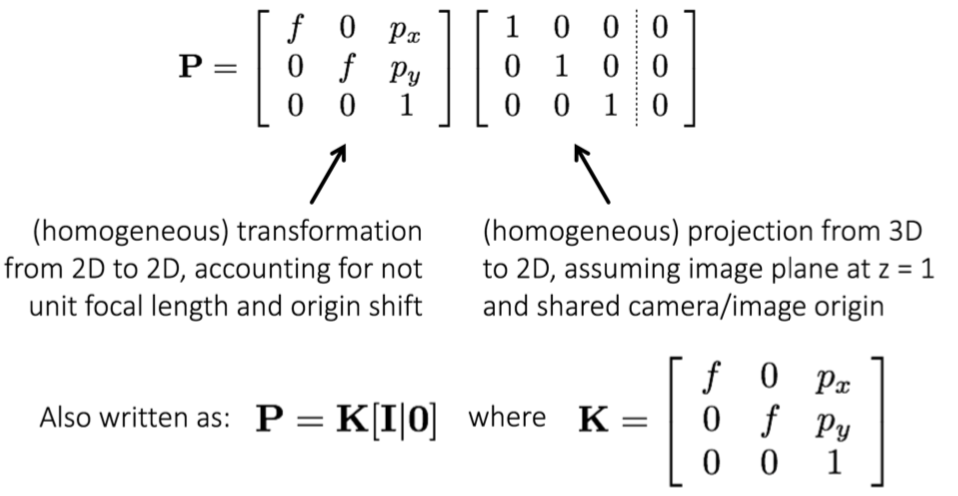 P = [ f 0 p_x ; 0 f p_y ; 0 0 1 ] [ 1 0 0 | 0 ; 0 1 0 | 0 ; 0 0 1 | 0 ]
(homogeneous) transformation
from 2D to 2D, accounting for not
unit focal length and origin shift
(homogeneous) projection from 3D
to 2D, assuming image plane at z = 1
and shared camera/image origin
Also written as: P = K[I|0] where K = [ f 0 p_x ; 0 f p_y ; 0 0 1 ]